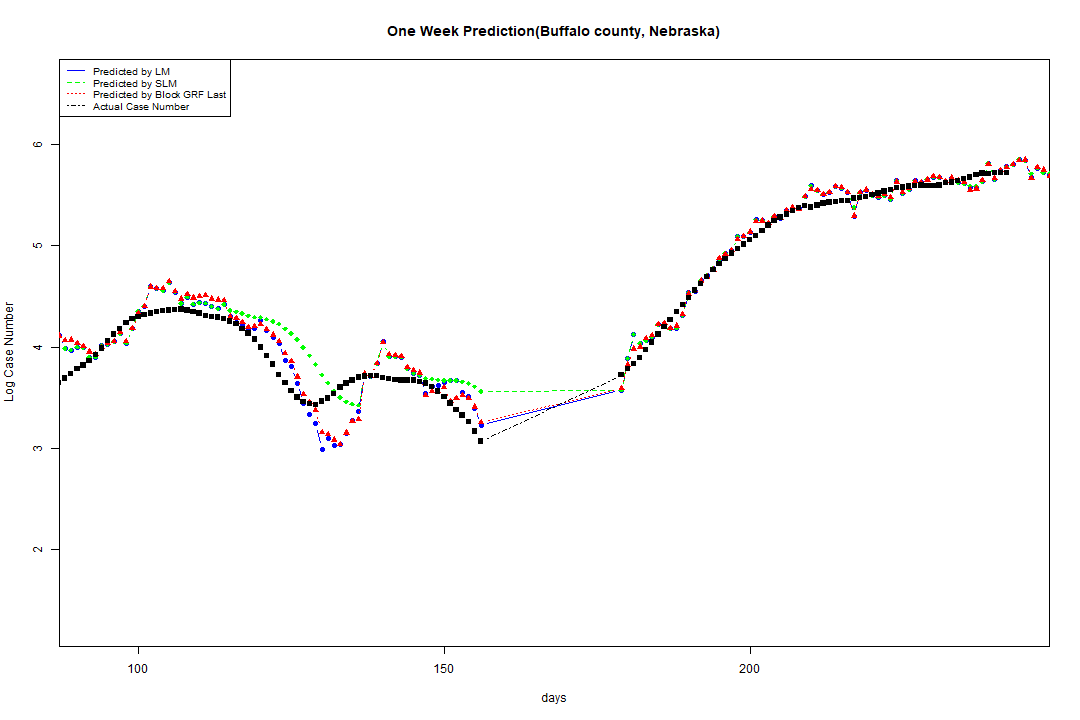 One Week Prediction(Buffalo county, Nebraska)
Predicted by LM
Predicted by SLM
Predicted by Block GRF Last
Actual Case Number
Log Case Number
6
5
4
3
2
100 150 200
days